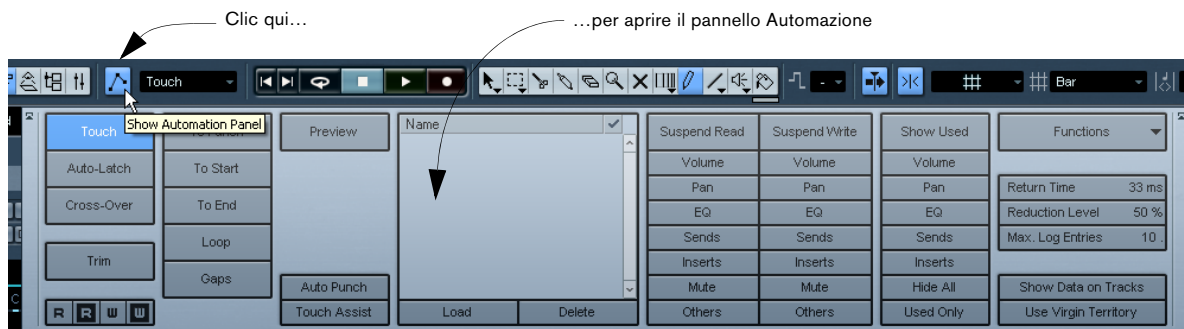 Clic qui…
…per aprire il pannello Automazione
Touch
Bar
Show Automation Panel
Touch
Auto-Latch
Cross-Over
Trim
R R W W
To Start
To End
Loop
Gaps
Preview
Auto Punch
Touch Assist
Name
Load
Delete
Suspend Read
Volume
Pan
EQ
Sends
Inserts
Mute
Others
Suspend Write
Volume
Pan
EQ
Sends
Inserts
Mute
Others
Show Used
Volume
Pan
EQ
Sends
Inserts
Hide All
Used Only
Functions
Return Time 33 ms
Reduction Level 50 %
Max. Log Entries 10
Show Data on Tracks
Use Virgin Territory